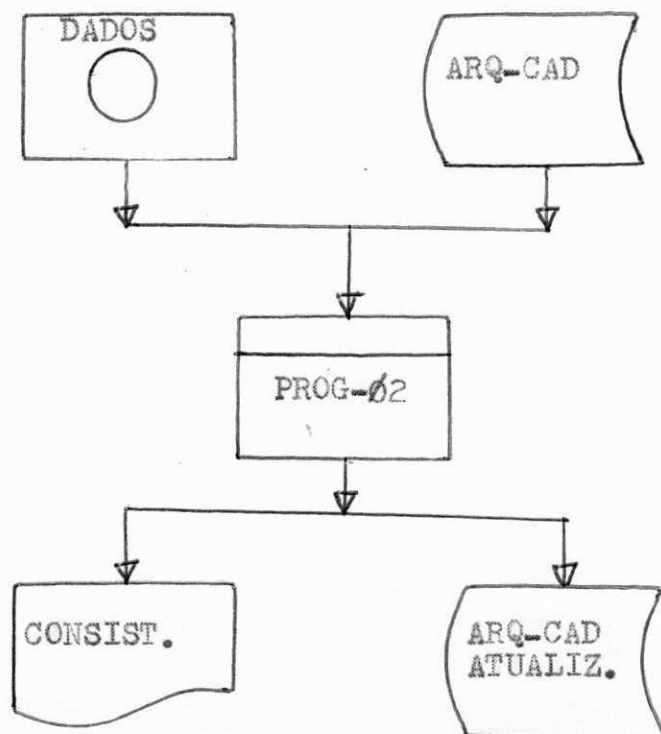 DADOS
ARQ-CAD
PROG-Ø2
CONSIST.
ARQ-CAD
ATUALIZ.